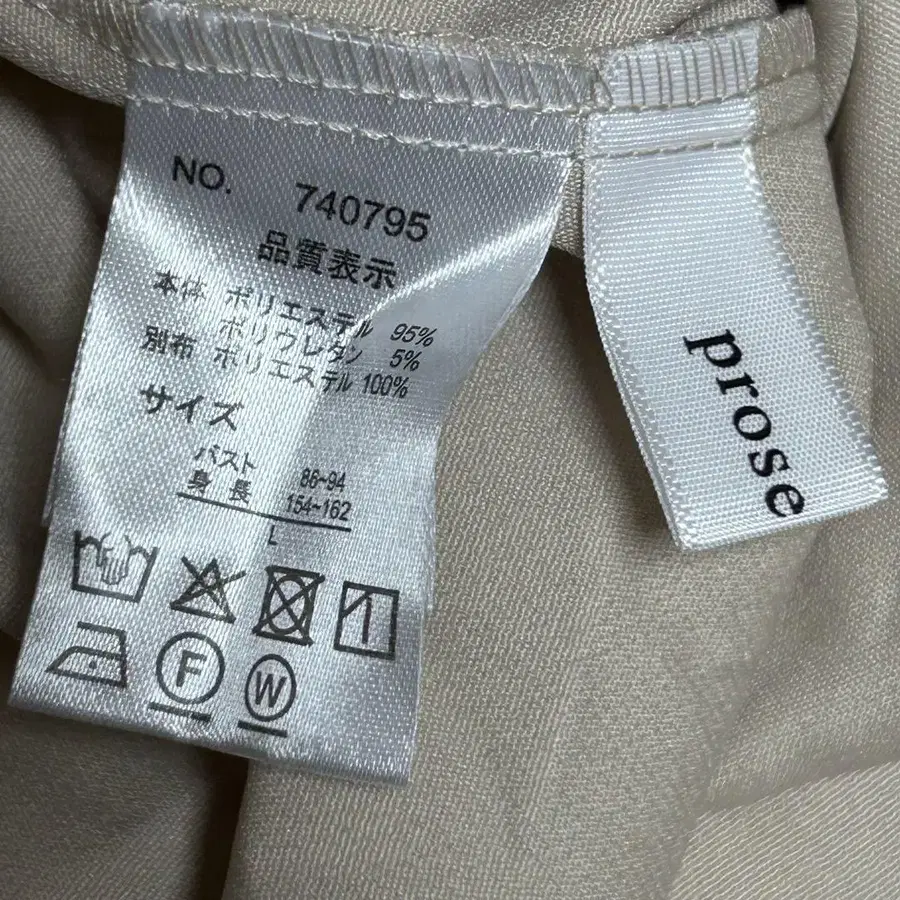 NO. 740795
品質表示
本体 ポリエステル 95%
ポリウレタン 5%
別布 ポリエステル 100%
サイズ
バスト 86~94
身長 154~162
L
F
W
prose